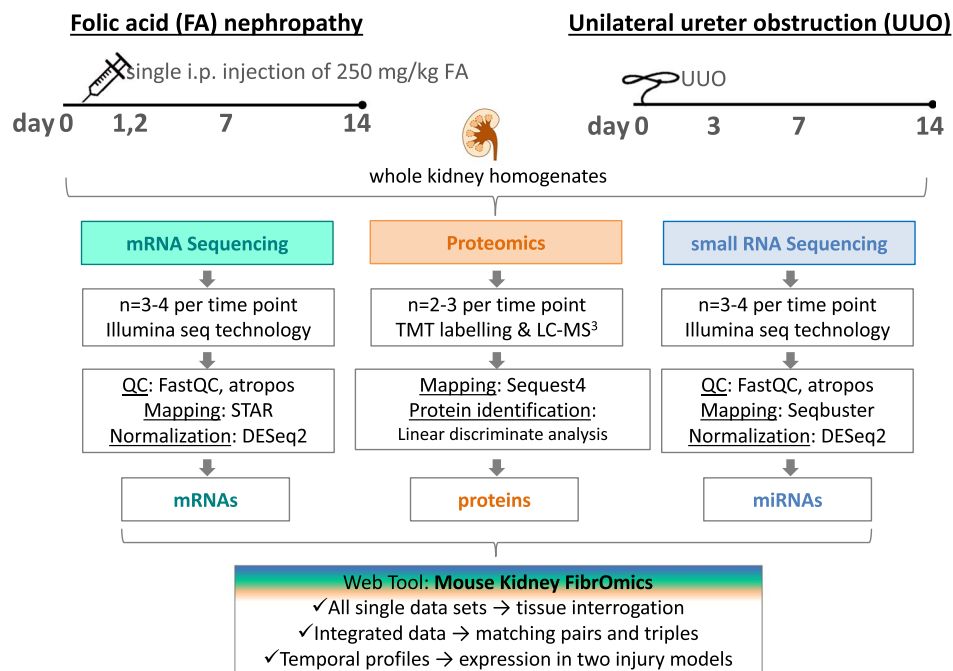 Folic acid (FA) nephropathy
Unilateral ureter obstruction (UUO)
single i.p. injection of 250 mg/kg FA
UUO
day 0 1,2 7 14
day 0 3 7 14
whole kidney homogenates
mRNA Sequencing
Proteomics
small RNA Sequencing
n=3-4 per time point
Illumina seq technology
n=2-3 per time point
TMT labelling & LC-MS³
n=3-4 per time point
Illumina seq technology
QC: FastQC, atropos
Mapping: STAR
Normalization: DESeq2
Mapping: Sequest4
Protein identification:
Linear discriminate analysis
QC: FastQC, atropos
Mapping: Seqbuster
Normalization: DESeq2
mRNAs
proteins
miRNAs
Web Tool: Mouse Kidney FibrOmics
✓All single data sets → tissue interrogation
✓Integrated data → matching pairs and triples
✓Temporal profiles → expression in two injury models